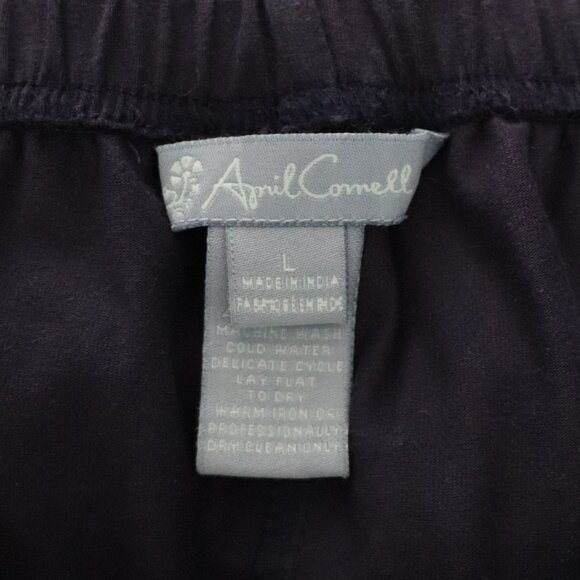 April Cornell
L
MADE IN INDIA
MACHINE WASH
COLD WATER
DELICATE CYCLE
LAY FLAT
TO DRY
WARM IRON OR
PROFESSIONALLY
DRY CLEAN ONLY